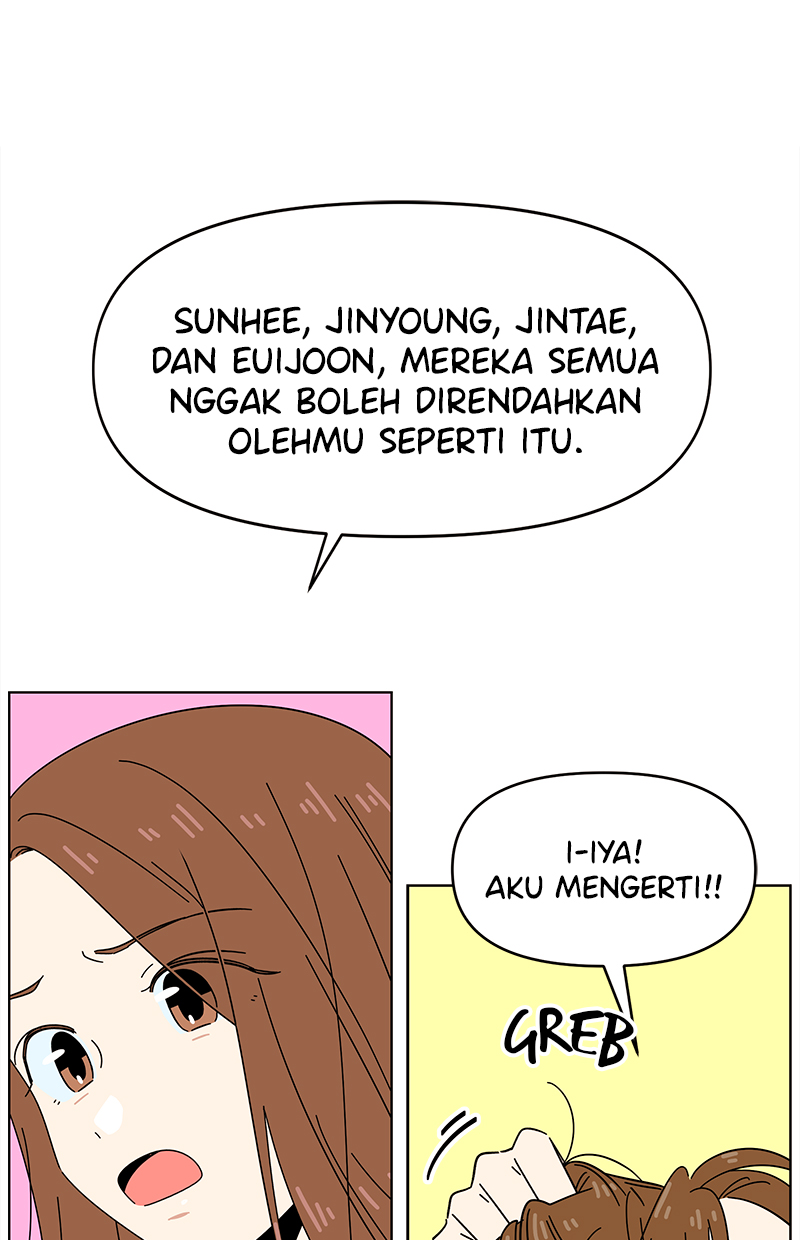 SUNHEE, JINYOUNG, JINTAE,
DAN EUIJOON, MEREKA SEMUA
NGGAK BOLEH DIRENDAHKAN
OLEHMU SEPERTI ITU.
I-IYA!
AKU MENGERTI!!
GREB